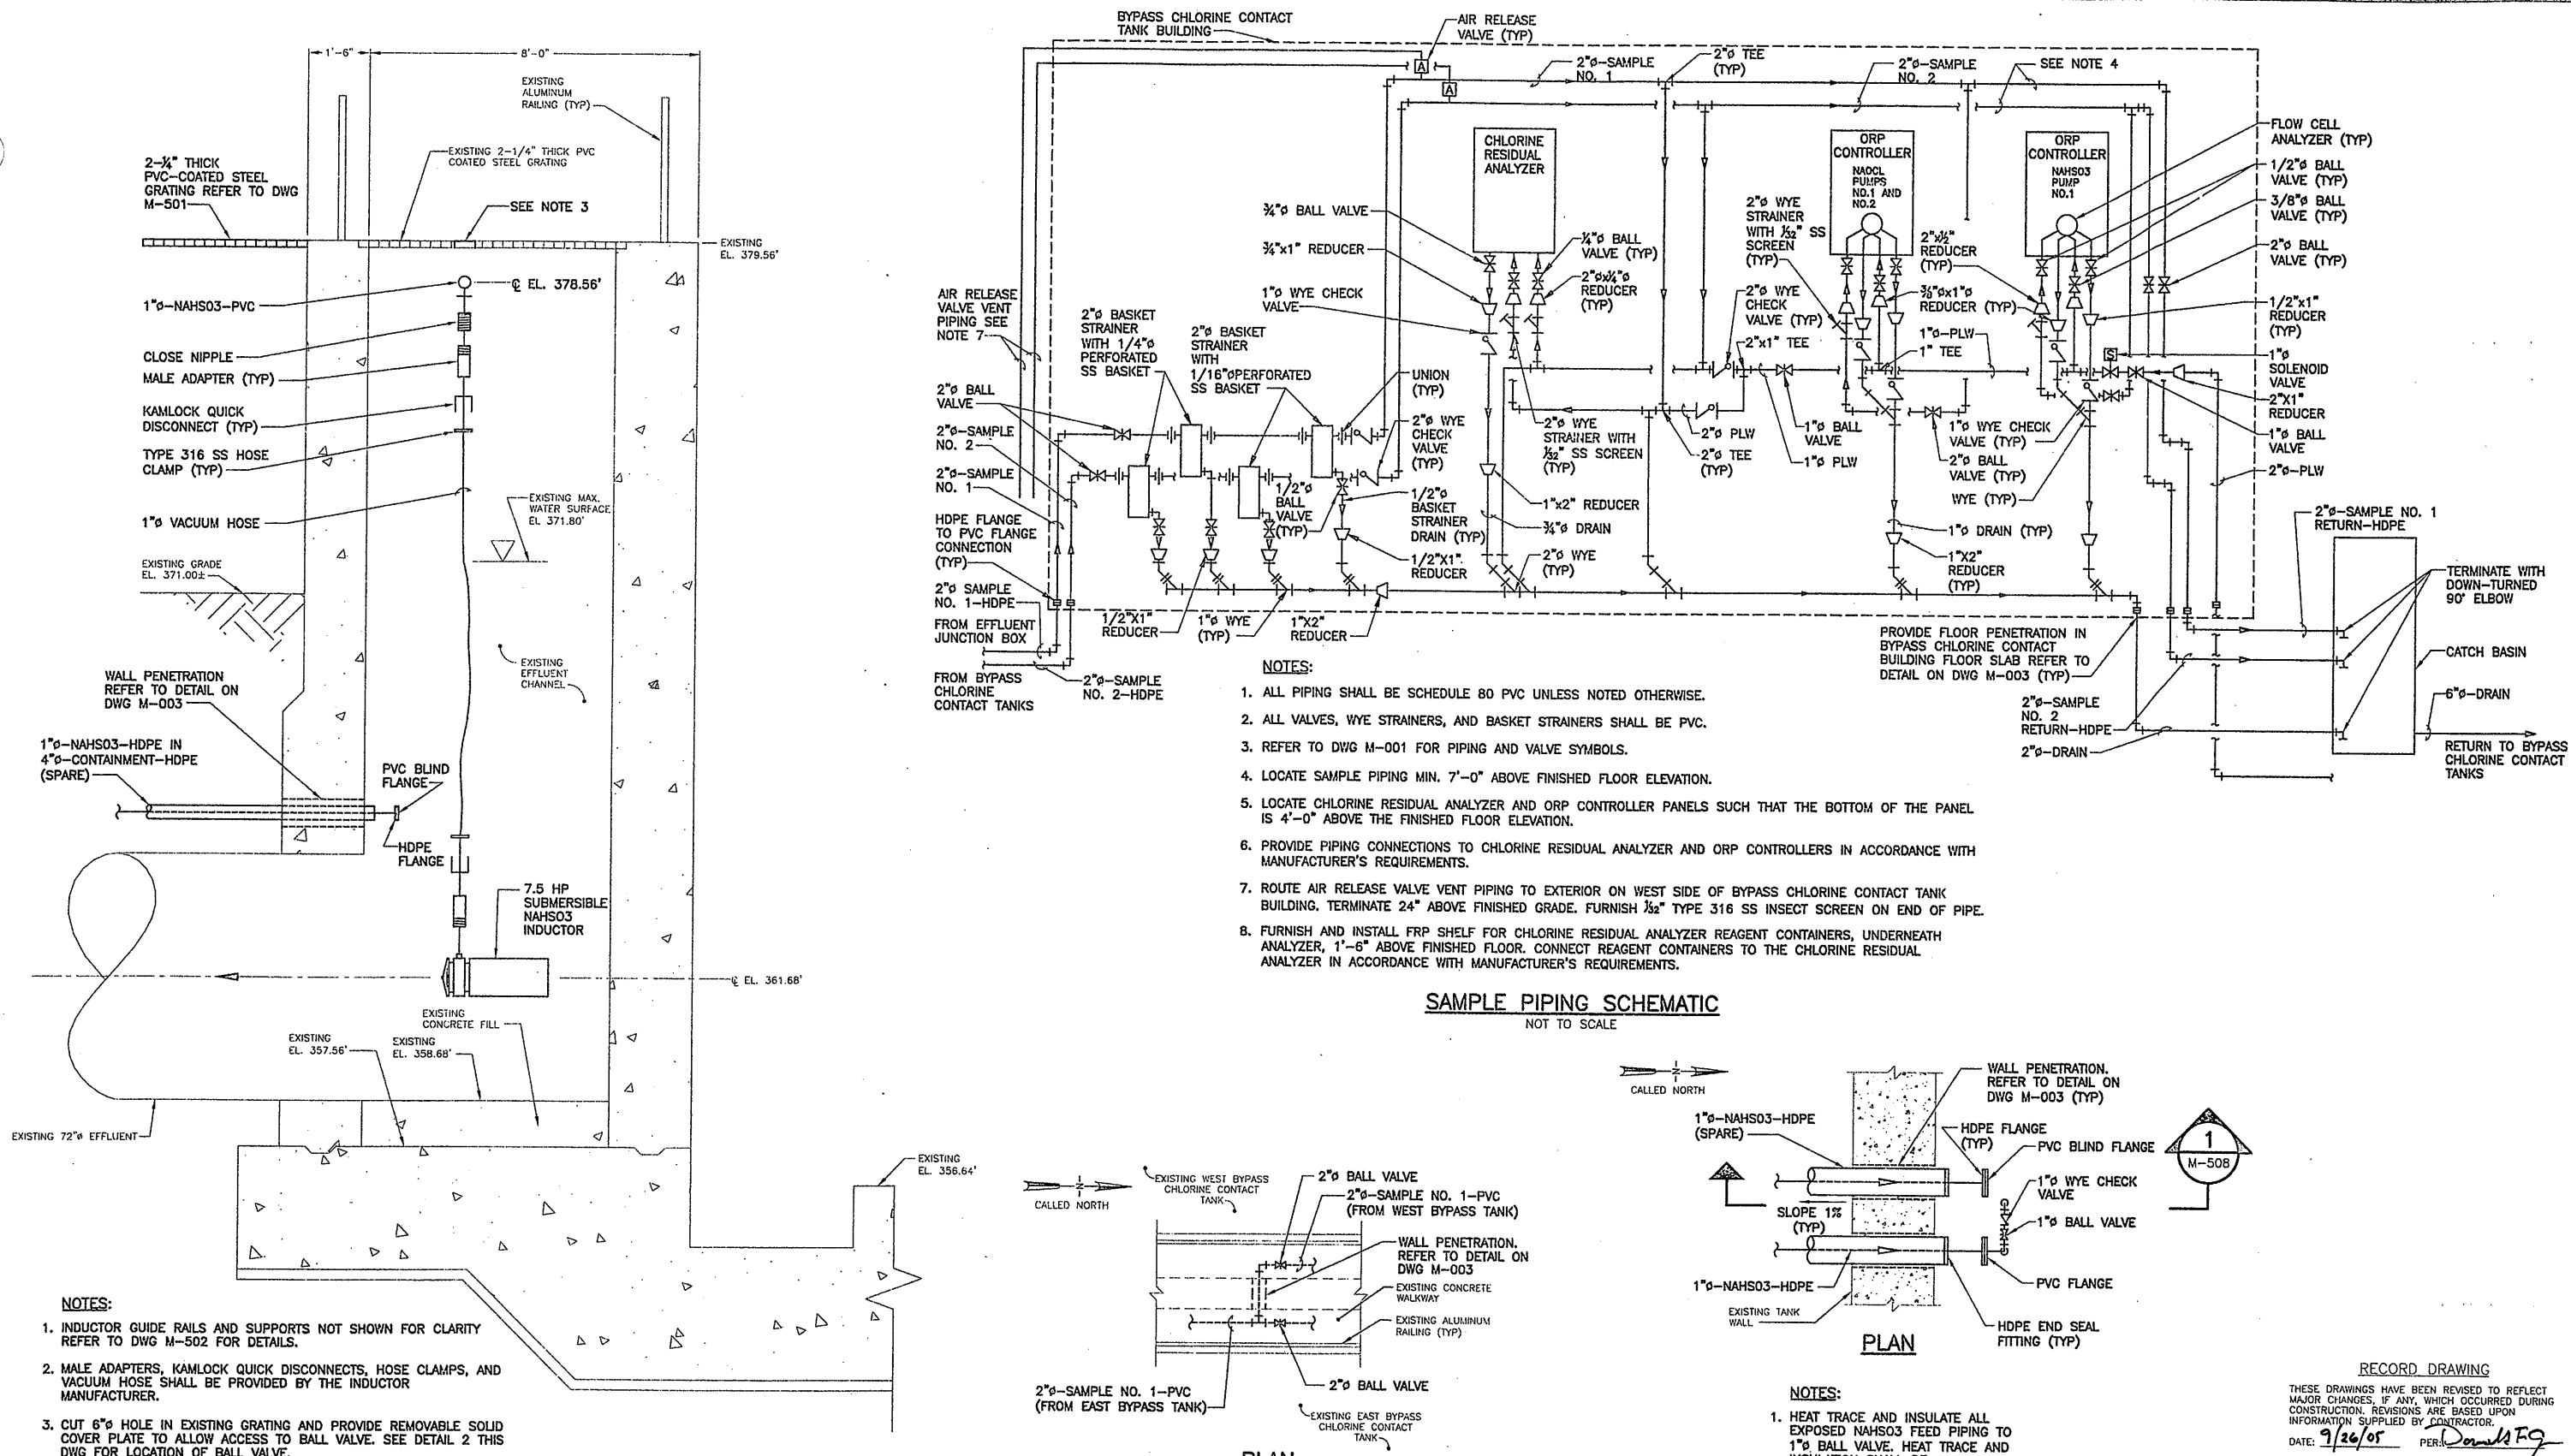 1'-6"
8'-0"
EXISTING
ALUMINUM
RAILING (TYP)
2-¼" THICK
PVC-COATED STEEL
GRATING REFER TO DWG
M-501
EXISTING 2-1/4" THICK PVC
COATED STEEL GRATING
SEE NOTE 3
EXISTING
EL. 379.56'
℄ EL. 378.56'
1"ø-NAHSO3-PVC
CLOSE NIPPLE
MALE ADAPTER (TYP)
KAMLOCK QUICK
DISCONNECT (TYP)
TYPE 316 SS HOSE
CLAMP (TYP)
1"ø VACUUM HOSE
EXISTING MAX.
WATER SURFACE
EL 371.80'
EXISTING GRADE
EL. 371.00±
EXISTING
EFFLUENT
CHANNEL
WALL PENETRATION
REFER TO DETAIL ON
DWG M-003
1"ø-NAHSO3-HDPE IN
4"ø-CONTAINMENT-HDPE
(SPARE)
PVC BLIND
FLANGE
HDPE
FLANGE
7.5 HP
SUBMERSIBLE
NAHSO3
INDUCTOR
℄ EL. 361.68'
EXISTING
CONCRETE FILL
EXISTING
EL. 357.56'
EXISTING
EL. 358.68'
EXISTING 72"ø EFFLUENT
EXISTING
EL. 356.64'
NOTES:
1. INDUCTOR GUIDE RAILS AND SUPPORTS NOT SHOWN FOR CLARITY
REFER TO DWG M-502 FOR DETAILS.
2. MALE ADAPTERS, KAMLOCK QUICK DISCONNECTS, HOSE CLAMPS, AND
VACUUM HOSE SHALL BE PROVIDED BY THE INDUCTOR
MANUFACTURER.
3. CUT 6"ø HOLE IN EXISTING GRATING AND PROVIDE REMOVABLE SOLID
COVER PLATE TO ALLOW ACCESS TO BALL VALVE. SEE DETAIL 2 THIS
DWG FOR LOCATION OF BALL VALVE.
BYPASS CHLORINE CONTACT
TANK BUILDING
AIR RELEASE
VALVE (TYP)
A
A
2"ø-SAMPLE
NO. 1
2"ø TEE
(TYP)
2"ø-SAMPLE
NO. 2
SEE NOTE 4
CHLORINE
RESIDUAL
ANALYZER
ORP
CONTROLLER
NAOCL
PUMPS
NO.1 AND
NO.2
ORP
CONTROLLER
NAHSO3
PUMP
NO.1
FLOW CELL
ANALYZER (TYP)
1/2"ø BALL
VALVE (TYP)
3/8"ø BALL
VALVE (TYP)
2"ø BALL
VALVE (TYP)
1/2"x1"
REDUCER
(TYP)
1"ø
SOLENOID
VALVE
2"X1"
REDUCER
1"ø BALL
VALVE
2"ø-PLW
S
¾"ø BALL VALVE
¾"x1" REDUCER
1"ø WYE CHECK
VALVE
¼"ø BALL
VALVE (TYP)
2"øx¼"ø
REDUCER
(TYP)
2"ø WYE
STRAINER
WITH 1⁄32" SS
SCREEN
(TYP)
2"x½"
REDUCER
(TYP)
2"ø WYE
CHECK
VALVE (TYP)
2"x1" TEE
⅜"øx1"ø
REDUCER (TYP)
1"ø-PLW
1" TEE
AIR RELEASE
VALVE VENT
PIPING SEE
NOTE 7
2"ø BASKET
STRAINER
WITH 1/4"ø
PERFORATED
SS BASKET
2"ø BASKET
STRAINER
WITH
1/16"øPERFORATED
SS BASKET
UNION
(TYP)
2"ø BALL
VALVE
2"ø-SAMPLE
NO. 2
2"ø-SAMPLE
NO. 1
2"ø WYE
CHECK
VALVE
(TYP)
2"ø WYE
STRAINER WITH
1⁄32" SS SCREEN
(TYP)
2"ø PLW
2"ø TEE
(TYP)
1"ø BALL
VALVE
1"ø PLW
1"ø WYE CHECK
VALVE (TYP)
2"ø BALL
VALVE (TYP)
WYE (TYP)
HDPE FLANGE
TO PVC FLANGE
CONNECTION
(TYP)
1/2"ø
BALL
VALVE
(TYP)
1/2"ø
BASKET
STRAINER
DRAIN (TYP)
1/2"X1"
REDUCER
1"x2" REDUCER
¾"ø DRAIN
2"ø WYE
(TYP)
1"ø DRAIN (TYP)
1"X2"
REDUCER
(TYP)
2"ø SAMPLE
NO. 1-HDPE
FROM EFFLUENT
JUNCTION BOX
1/2"X1"
REDUCER
1"ø WYE
(TYP)
1"X2"
REDUCER
FROM BYPASS
CHLORINE
CONTACT TANKS
2"ø-SAMPLE
NO. 2-HDPE
PROVIDE FLOOR PENETRATION IN
BYPASS CHLORINE CONTACT
BUILDING FLOOR SLAB REFER TO
DETAIL ON DWG M-003 (TYP)
2"ø-SAMPLE NO. 1
RETURN-HDPE
TERMINATE WITH
DOWN-TURNED
90° ELBOW
CATCH BASIN
6"ø-DRAIN
2"ø-SAMPLE
NO. 2
RETURN-HDPE
2"ø-DRAIN
RETURN TO BYPASS
CHLORINE CONTACT
TANKS
NOTES:
1. ALL PIPING SHALL BE SCHEDULE 80 PVC UNLESS NOTED OTHERWISE.
2. ALL VALVES, WYE STRAINERS, AND BASKET STRAINERS SHALL BE PVC.
3. REFER TO DWG M-001 FOR PIPING AND VALVE SYMBOLS.
4. LOCATE SAMPLE PIPING MIN. 7'-0" ABOVE FINISHED FLOOR ELEVATION.
5. LOCATE CHLORINE RESIDUAL ANALYZER AND ORP CONTROLLER PANELS SUCH THAT THE BOTTOM OF THE PANEL
IS 4'-0" ABOVE THE FINISHED FLOOR ELEVATION.
6. PROVIDE PIPING CONNECTIONS TO CHLORINE RESIDUAL ANALYZER AND ORP CONTROLLERS IN ACCORDANCE WITH
MANUFACTURER'S REQUIREMENTS.
7. ROUTE AIR RELEASE VALVE VENT PIPING TO EXTERIOR ON WEST SIDE OF BYPASS CHLORINE CONTACT TANK
BUILDING. TERMINATE 24" ABOVE FINISHED GRADE. FURNISH 1⁄32" TYPE 316 SS INSECT SCREEN ON END OF PIPE.
8. FURNISH AND INSTALL FRP SHELF FOR CHLORINE RESIDUAL ANALYZER REAGENT CONTAINERS, UNDERNEATH
ANALYZER, 1'-6" ABOVE FINISHED FLOOR. CONNECT REAGENT CONTAINERS TO THE CHLORINE RESIDUAL
ANALYZER IN ACCORDANCE WITH MANUFACTURER'S REQUIREMENTS.
SAMPLE PIPING SCHEMATIC
NOT TO SCALE
N
CALLED NORTH
EXISTING WEST BYPASS
CHLORINE CONTACT
TANK
2"ø BALL VALVE
2"ø-SAMPLE NO. 1-PVC
(FROM WEST BYPASS TANK)
WALL PENETRATION.
REFER TO DETAIL ON
DWG M-003
EXISTING CONCRETE
WALKWAY
EXISTING ALUMINUM
RAILING (TYP)
2"ø BALL VALVE
2"ø-SAMPLE NO. 1-PVC
(FROM EAST BYPASS TANK)
EXISTING EAST BYPASS
CHLORINE CONTACT
TANK
PLAN
N
CALLED NORTH
WALL PENETRATION.
REFER TO DETAIL ON
DWG M-003 (TYP)
1"ø-NAHSO3-HDPE
(SPARE)
HDPE FLANGE
(TYP)
PVC BLIND FLANGE
1
M-508
1"ø WYE CHECK
VALVE
SLOPE 1%
(TYP)
1"ø BALL VALVE
1"ø-NAHSO3-HDPE
PVC FLANGE
EXISTING TANK
WALL
HDPE END SEAL
FITTING (TYP)
PLAN
NOTES:
1. HEAT TRACE AND INSULATE ALL
EXPOSED NAHSO3 FEED PIPING TO
1"ø BALL VALVE. HEAT TRACE AND
RECORD DRAWING
THESE DRAWINGS HAVE BEEN REVISED TO REFLECT
MAJOR CHANGES, IF ANY, WHICH OCCURRED DURING
CONSTRUCTION. REVISIONS ARE BASED UPON
INFORMATION SUPPLIED BY CONTRACTOR.
DATE: 9/26/05 PER: